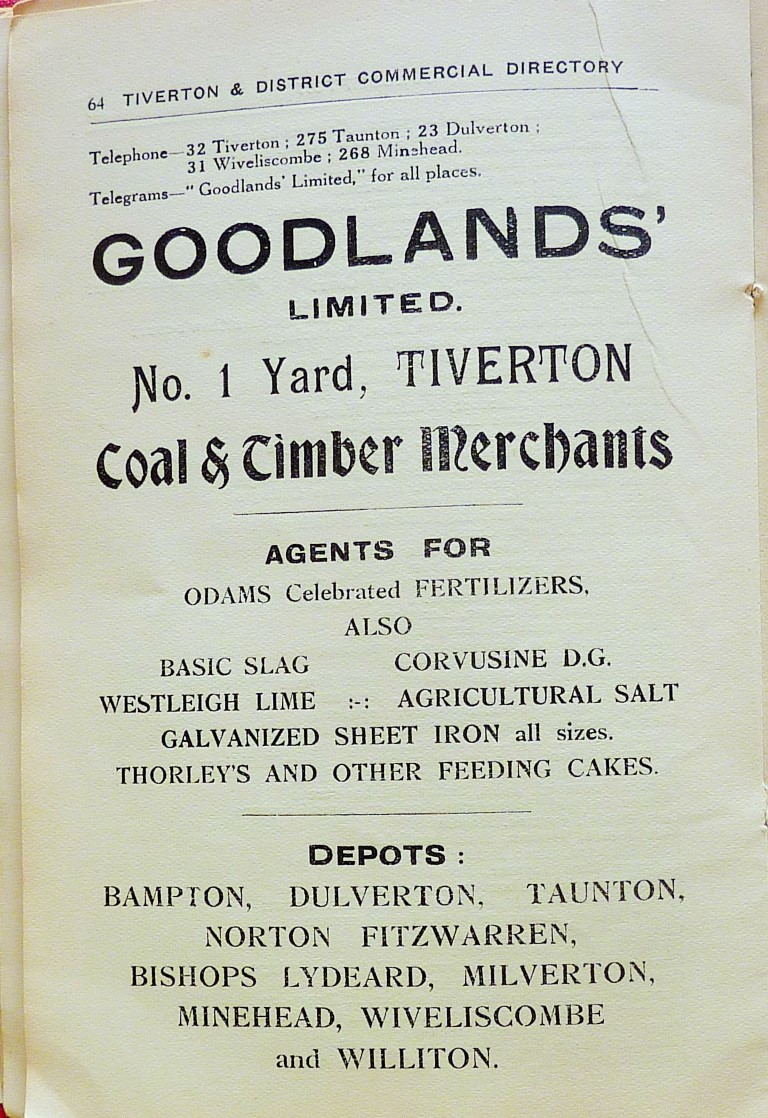 64 TIVERTON & DISTRICT COMMERCIAL DIRECTORY
Telephone—32 Tiverton ; 275 Taunton ; 23 Dulverton ;
31 Wiveliscombe ; 268 Minehead.
Telegrams—" Goodlands' Limited," for all places.
GOODLANDS'
LIMITED.
No. 1 Yard, TIVERTON
Coal & Timber Merchants
AGENTS FOR
ODAMS Celebrated FERTILIZERS,
ALSO
BASIC SLAG CORVUSINE D.G.
WESTLEIGH LIME :-: AGRICULTURAL SALT
GALVANIZED SHEET IRON all sizes.
THORLEY'S AND OTHER FEEDING CAKES.
DEPOTS :
BAMPTON, DULVERTON, TAUNTON,
NORTON FITZWARREN,
BISHOPS LYDEARD, MILVERTON,
MINEHEAD, WIVELISCOMBE
and WILLITON.